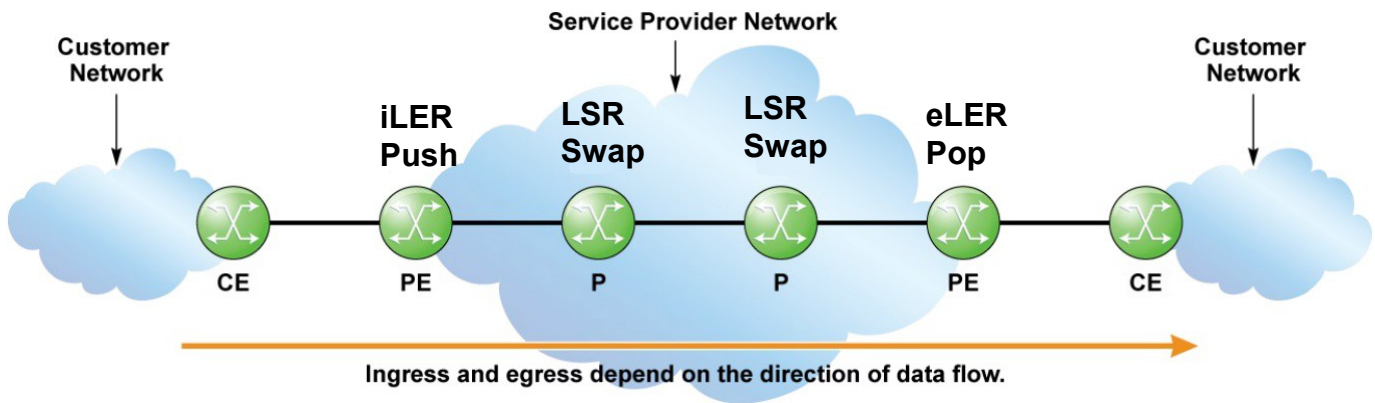 Service Provider Network
Customer
Network
Customer
Network
iLER
Push
LSR
Swap
LSR
Swap
eLER
Pop
CE
PE
P
P
PE
CE
Ingress and egress depend on the direction of data flow.